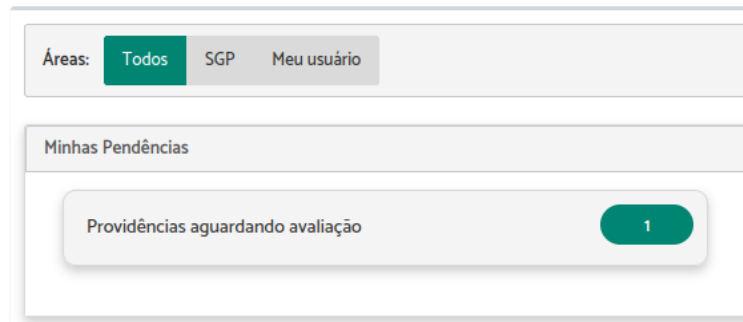 Áreas: Todos SGP Meu usuário
Minhas Pendências
Providências aguardando avaliação 1